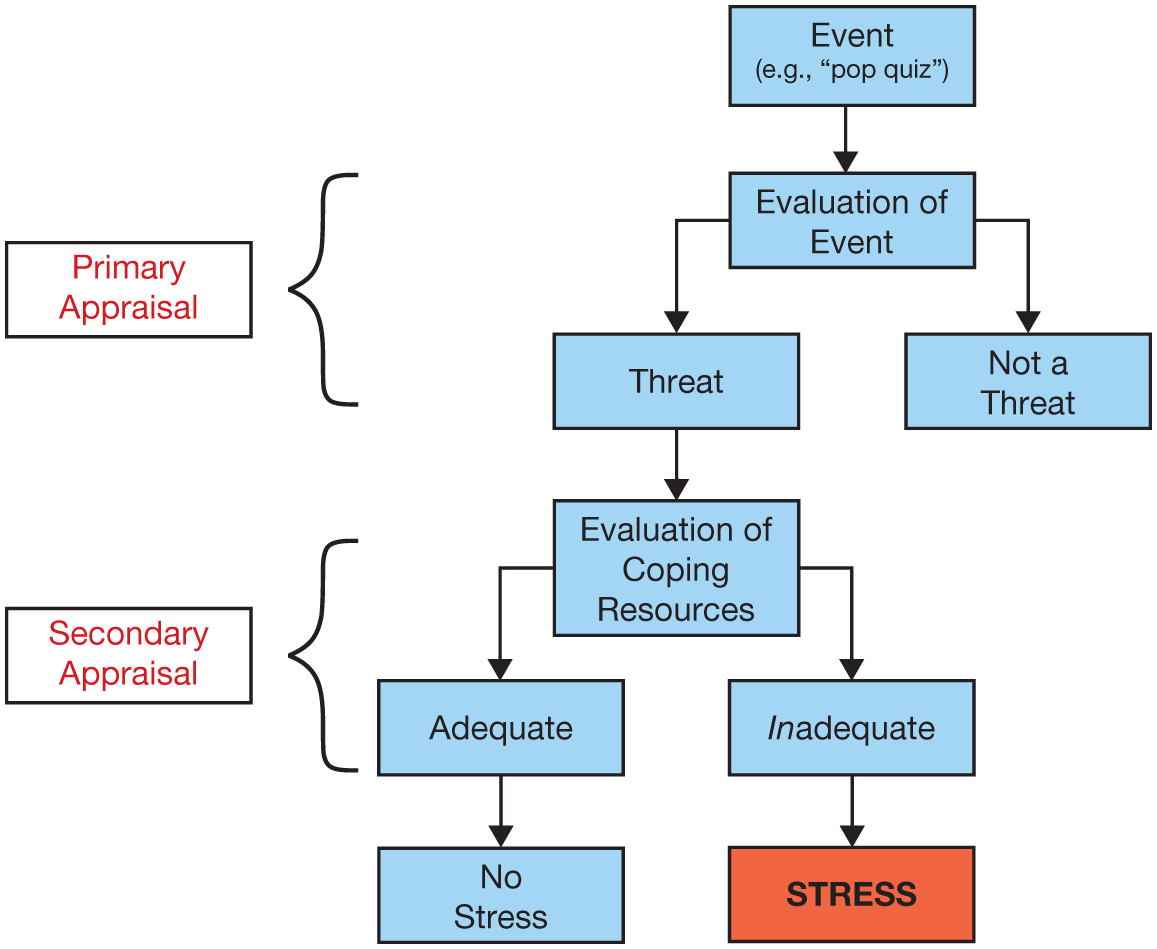 Event
(e.g., “pop quiz”)
Evaluation of
Event
Primary
Appraisal
Threat
Not a
Threat
Evaluation of
Coping
Resources
Secondary
Appraisal
Adequate
Inadequate
No
Stress
STRESS